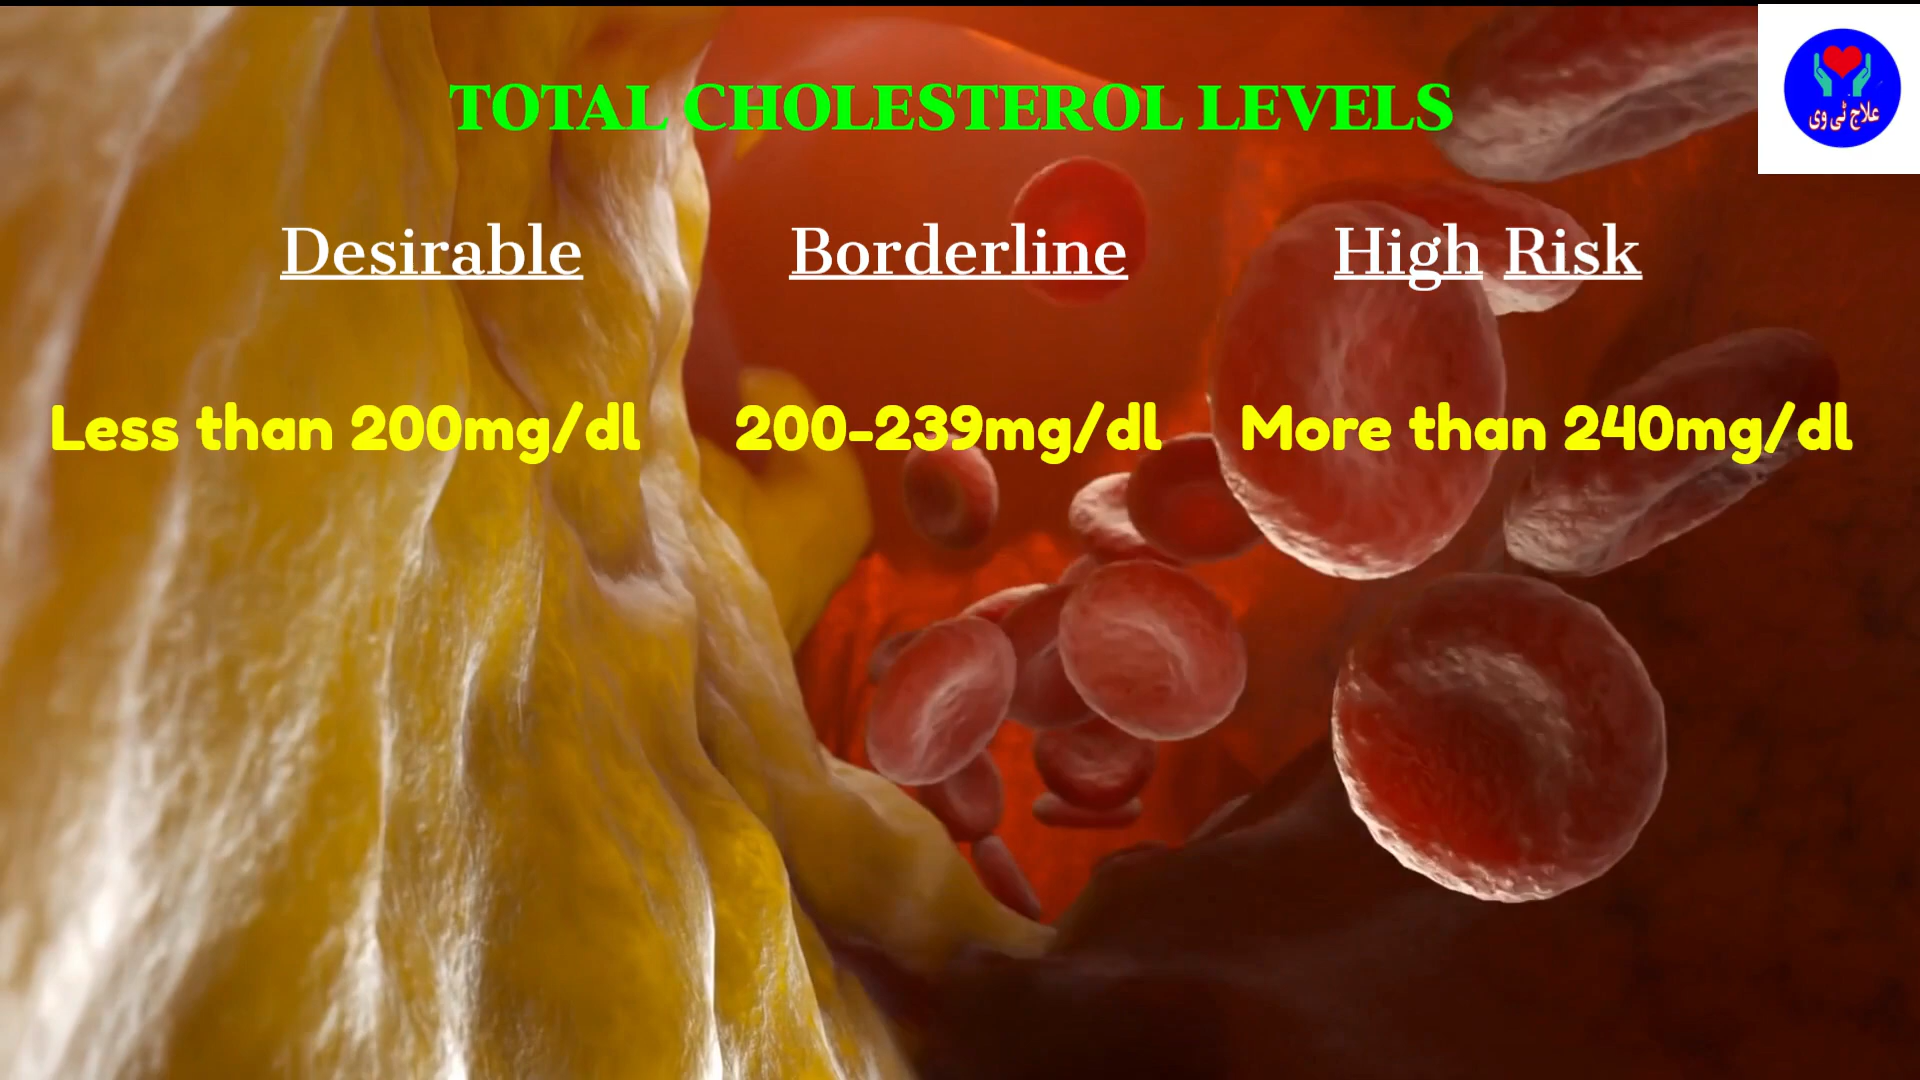 TOTAL CHOLESTEROL LEVELS
علاج ٹی وی
Desirable Borderline High Risk
Less than 200mg/dl 200-239mg/dl More than 240mg/dl